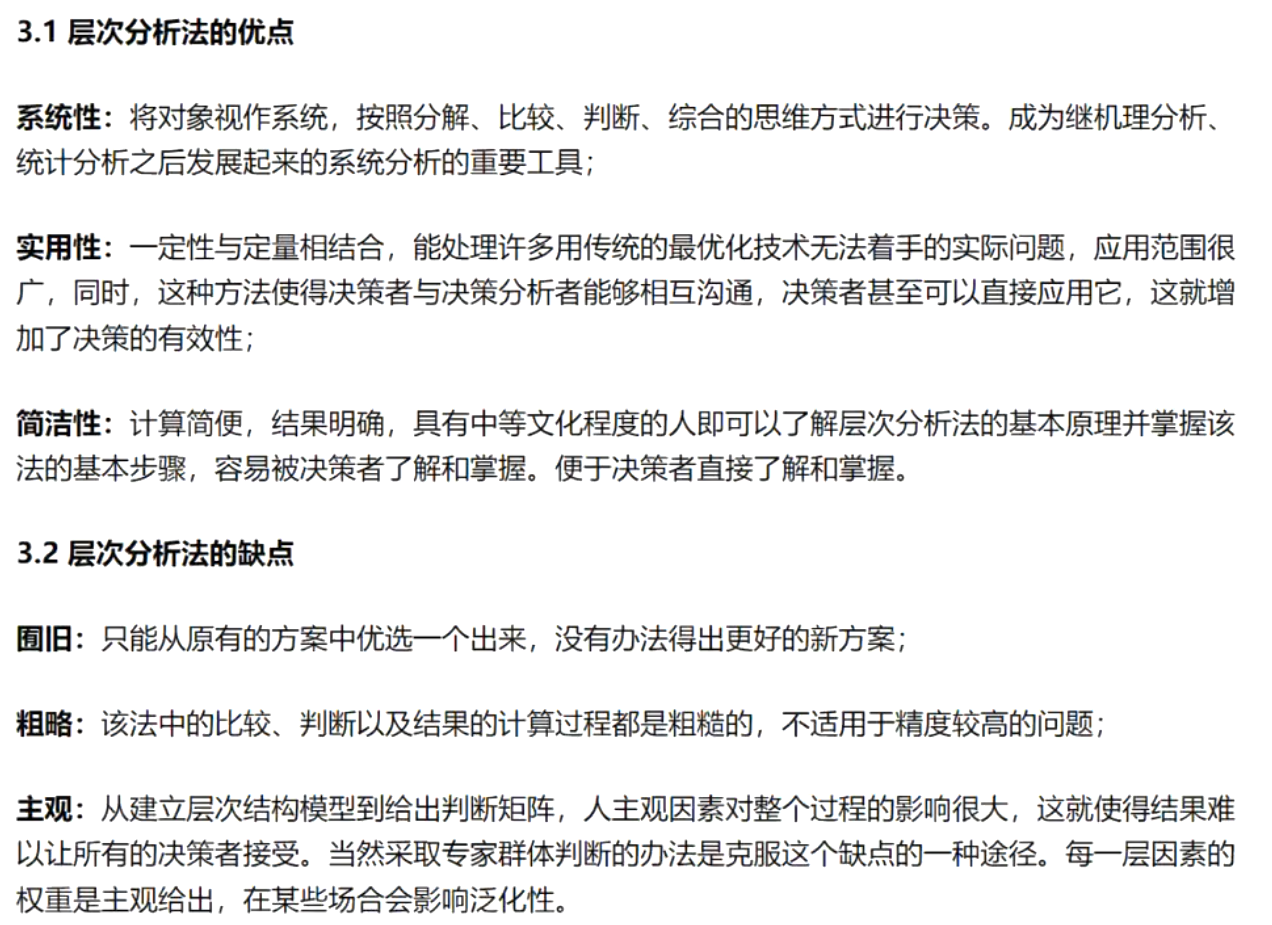 3.1 层次分析法的优点
系统性：将对象视作系统，按照分解、比较、判断、综合的思维方式进行决策。成为继机理分析、
统计分析之后发展起来的系统分析的重要工具；
实用性：一定性与定量相结合，能处理许多用传统的最优化技术无法着手的实际问题，应用范围很
广，同时，这种方法使得决策者与决策分析者能够相互沟通，决策者甚至可以直接应用它，这就增
加了决策的有效性；
简洁性：计算简便，结果明确，具有中等文化程度的人即可以了解层次分析法的基本原理并掌握该
法的基本步骤，容易被决策者了解和掌握。便于决策者直接了解和掌握。
3.2 层次分析法的缺点
囿旧：只能从原有的方案中优选一个出来，没有办法得出更好的新方案；
粗略：该法中的比较、判断以及结果的计算过程都是粗糙的，不适用于精度较高的问题；
主观：从建立层次结构模型到给出判断矩阵，人主观因素对整个过程的影响很大，这就使得结果难
以让所有的决策者接受。当然采取专家群体判断的办法是克服这个缺点的一种途径。每一层因素的
权重是主观给出，在某些场合会影响泛化性。